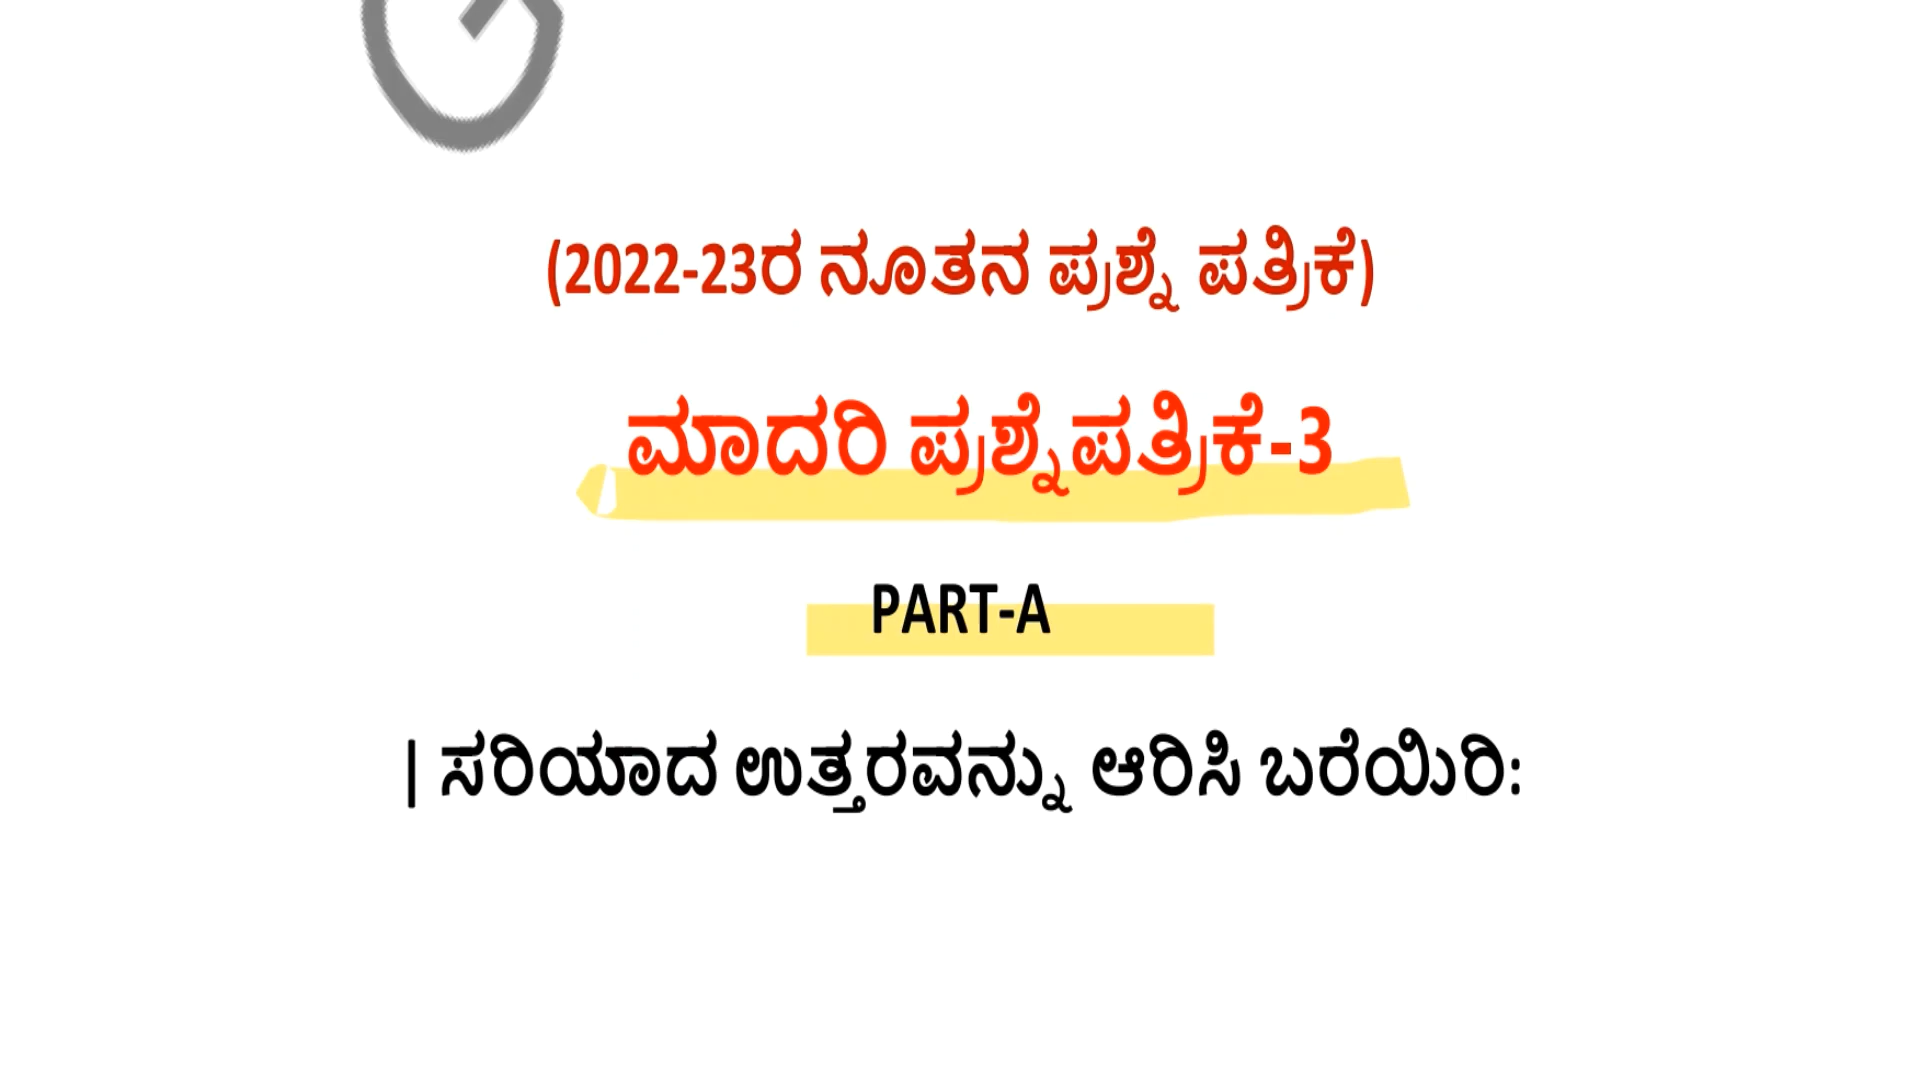 (2022-23ರ ನೂತನ ಪ್ರಶ್ನೆ ಪತ್ರಿಕೆ)
ಮಾದರಿ ಪ್ರಶ್ನೆಪತ್ರಿಕೆ-3
PART-A
| ಸರಿಯಾದ ಉತ್ತರವನ್ನು ಆರಿಸಿ ಬರೆಯಿರಿ: